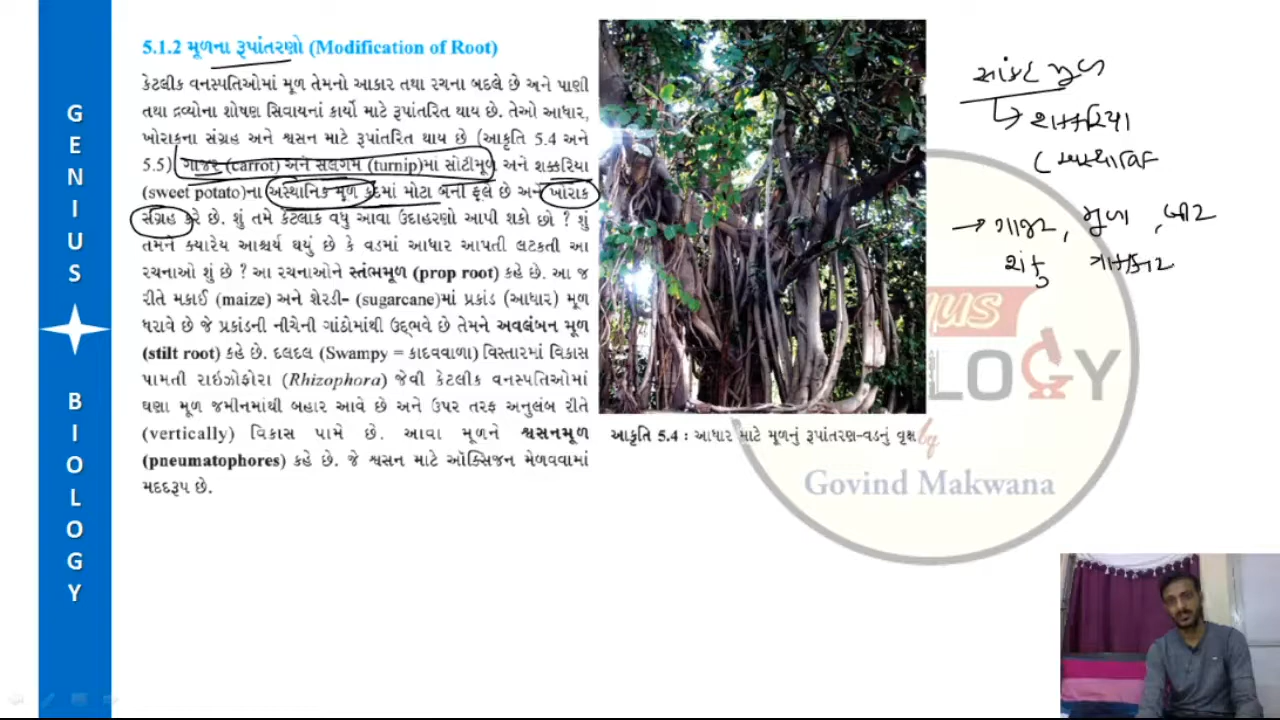 GENIUS
BIOLOGY
5.1.2 મૂળના રૂપાંતરણો (Modification of Root)
કેટલીક વનસ્પતિઓમાં મૂળ તેમનો આકાર તથા રચના બદલે છે અને પાણી
તથા દ્રવ્યોના શોષણ સિવાયનાં કાર્યો માટે રૂપાંતરિત થાય છે. તેઓ આધાર,
ખોરાકના સંગ્રહ અને શ્વસન માટે રૂપાંતરિત થાય છે (આકૃતિ 5.4 અને
5.5) ગાજર (carrot) અને સલગમ (turnip)મા સોટીમૂળ અને શક્કરિયા
(sweet potato)ના અસ્થાનિક મૂળ કદમાં મોટા બની ફૂલે છે અને ખોરાક
સંગ્રહ કરે છે. શું તમે કેટલાક વધુ આવા ઉદાહરણો આપી શકો છો ? શું
તમને ક્યારેય આશ્ચર્ય થયું છે કે વડમાં આધાર આપતી લટકતી આ
રચનાઓ શું છે ? આ રચનાઓને સ્તંભમૂળ (prop root) કહે છે. આ જ
રીતે મકાઈ (maize) અને શેરડી- (sugarcane)માં પ્રકાંડ (આધાર) મૂળ
ધરાવે છે જે પ્રકાંડની નીચેની ગાંઠોમાંથી ઉદ્ભવે છે તેમને અવલંબન મૂળ
(stilt root) કહે છે. દલદલ (Swampy = કાદવવાળા) વિસ્તારમાં વિકાસ
પામતી રાઇઝોફોરા (Rhizophora) જેવી કેટલીક વનસ્પતિઓમાં
ઘણા મૂળ જમીનમાંથી બહાર આવે છે અને ઉપર તરફ અનુલંબ રીતે
(vertically) વિકાસ પામે છે. આવા મૂળને શ્વસનમૂળ
(pneumatophores) કહે છે. જે શ્વસન માટે ઑક્સિજન મેળવવામાં
મદદરૂપ છે.
આકૃતિ 5.4 : આધાર માટે મૂળનું રૂપાંતરણ-વડનું વૃક્ષ
મૂળ
શક્કરિયા
ગાજર, મુળા, બીટ
શંકુ
LOGY
by
Govind Makwana